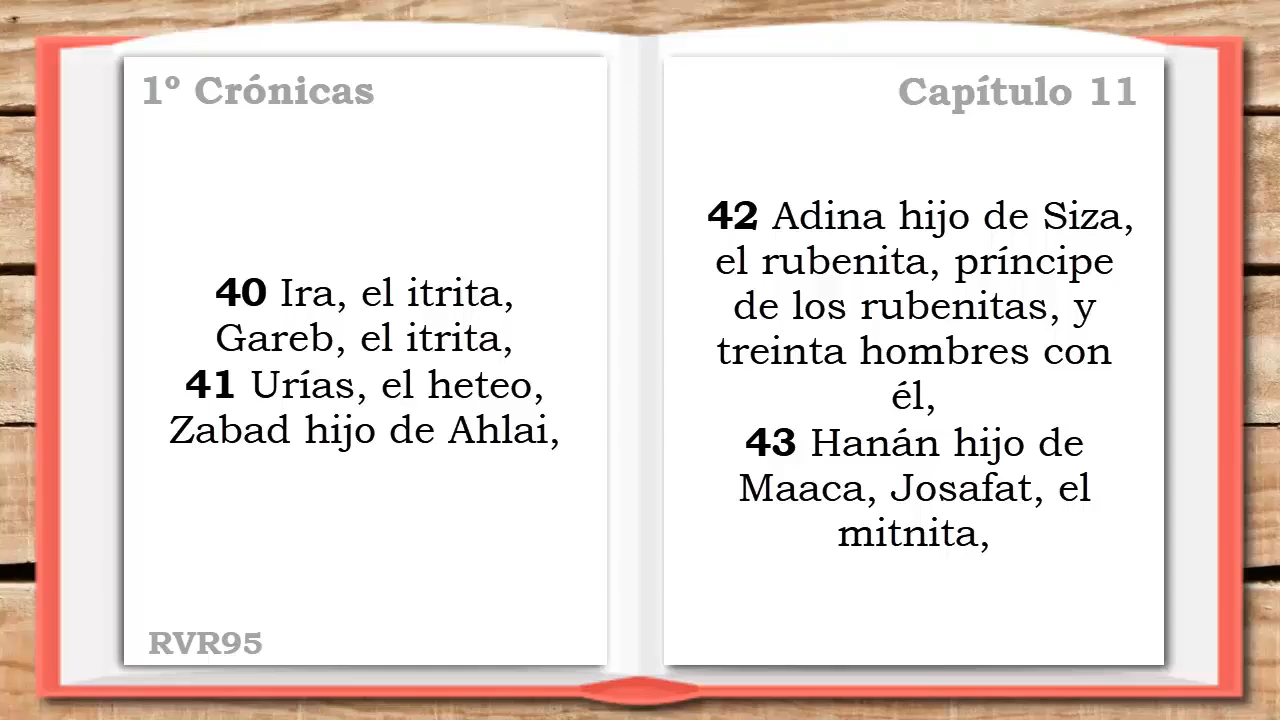 1º Crónicas
40 Ira, el itrita,
Gareb, el itrita,
41 Urías, el heteo,
Zabad hijo de Ahlai,
RVR95
Capítulo 11
42 Adina hijo de Siza,
el rubenita, príncipe
de los rubenitas, y
treinta hombres con
él,
43 Hanán hijo de
Maaca, Josafat, el
mitnita,